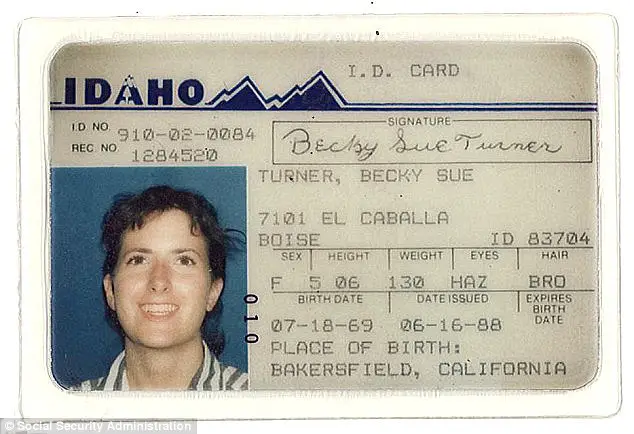 I.D. CARD
IDAHO
I.D NO. 910-02-0084
REC NO 1284520
SIGNATURE
Becky Sue Turner
TURNER, BECKY SUE
7101 EL CABALLA
BOISE ID 83704
SEX HEIGHT WEIGHT EYES HAIR
F 5 06 130 HAZ BRO
BIRTH DATE DATE ISSUED EXPIRES BIRTH DATE
07-18-69 06-16-88
010
PLACE OF BIRTH:
BAKERSFIELD, CALIFORNIA
©Social Security Administration